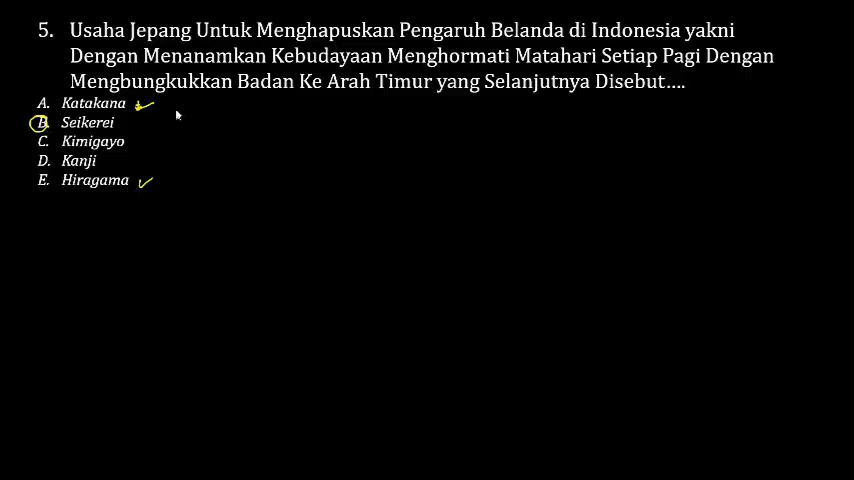 5. Usaha Jepang Untuk Menghapuskan Pengaruh Belanda di Indonesia yakni
Dengan Menanamkan Kebudayaan Menghormati Matahari Setiap Pagi Dengan
Mengbungkukkan Badan Ke Arah Timur yang Selanjutnya Disebut....
A. Katakana
B. Seikerei
C. Kimigayo
D. Kanji
E. Hiragama